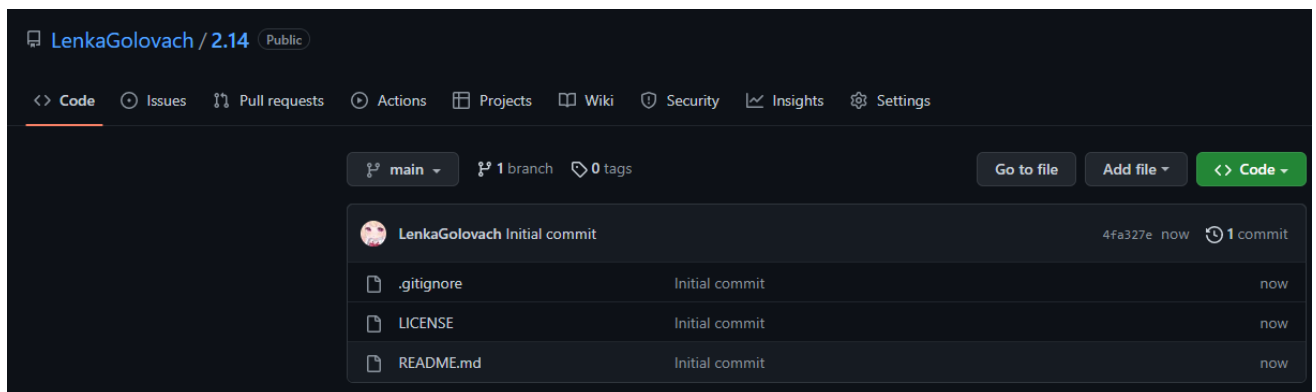 LenkaGolovach / 2.14 Public
<> Code Issues Pull requests Actions Projects Wiki Security Insights Settings
main 1 branch 0 tags Go to file Add file <> Code
LenkaGolovach Initial commit 4fa327e now 1 commit
.gitignore Initial commit now
LICENSE Initial commit now
README.md Initial commit now